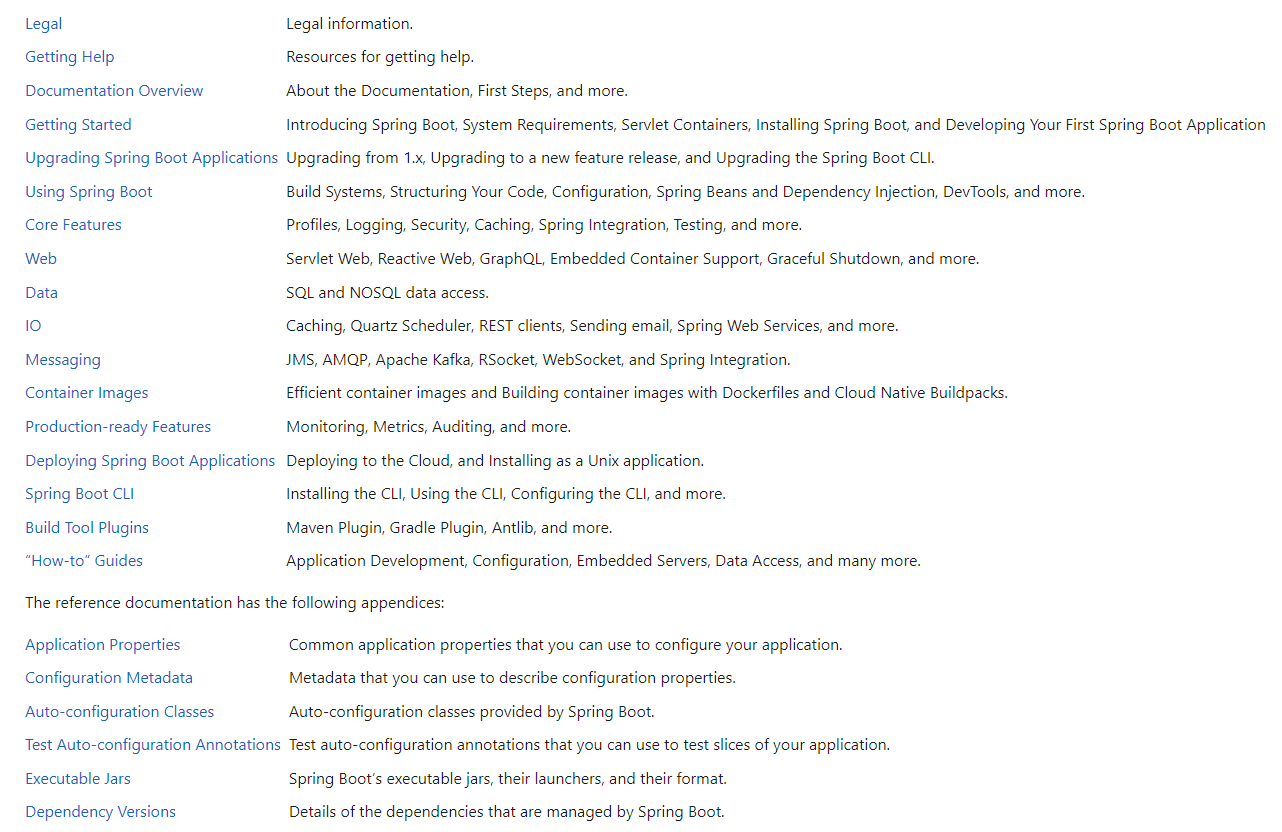 Legal Legal information.
Getting Help Resources for getting help.
Documentation Overview About the Documentation, First Steps, and more.
Getting Started Introducing Spring Boot, System Requirements, Servlet Containers, Installing Spring Boot, and Developing Your First Spring Boot Application
Upgrading Spring Boot Applications Upgrading from 1.x, Upgrading to a new feature release, and Upgrading the Spring Boot CLI.
Using Spring Boot Build Systems, Structuring Your Code, Configuration, Spring Beans and Dependency Injection, DevTools, and more.
Core Features Profiles, Logging, Security, Caching, Spring Integration, Testing, and more.
Web Servlet Web, Reactive Web, GraphQL, Embedded Container Support, Graceful Shutdown, and more.
Data SQL and NOSQL data access.
IO Caching, Quartz Scheduler, REST clients, Sending email, Spring Web Services, and more.
Messaging JMS, AMQP, Apache Kafka, RSocket, WebSocket, and Spring Integration.
Container Images Efficient container images and Building container images with Dockerfiles and Cloud Native Buildpacks.
Production-ready Features Monitoring, Metrics, Auditing, and more.
Deploying Spring Boot Applications Deploying to the Cloud, and Installing as a Unix application.
Spring Boot CLI Installing the CLI, Using the CLI, Configuring the CLI, and more.
Build Tool Plugins Maven Plugin, Gradle Plugin, Antlib, and more.
“How-to” Guides Application Development, Configuration, Embedded Servers, Data Access, and many more.
The reference documentation has the following appendices:
Application Properties Common application properties that you can use to configure your application.
Configuration Metadata Metadata that you can use to describe configuration properties.
Auto-configuration Classes Auto-configuration classes provided by Spring Boot.
Test Auto-configuration Annotations Test auto-configuration annotations that you can use to test slices of your application.
Executable Jars Spring Boot’s executable jars, their launchers, and their format.
Dependency Versions Details of the dependencies that are managed by Spring Boot.